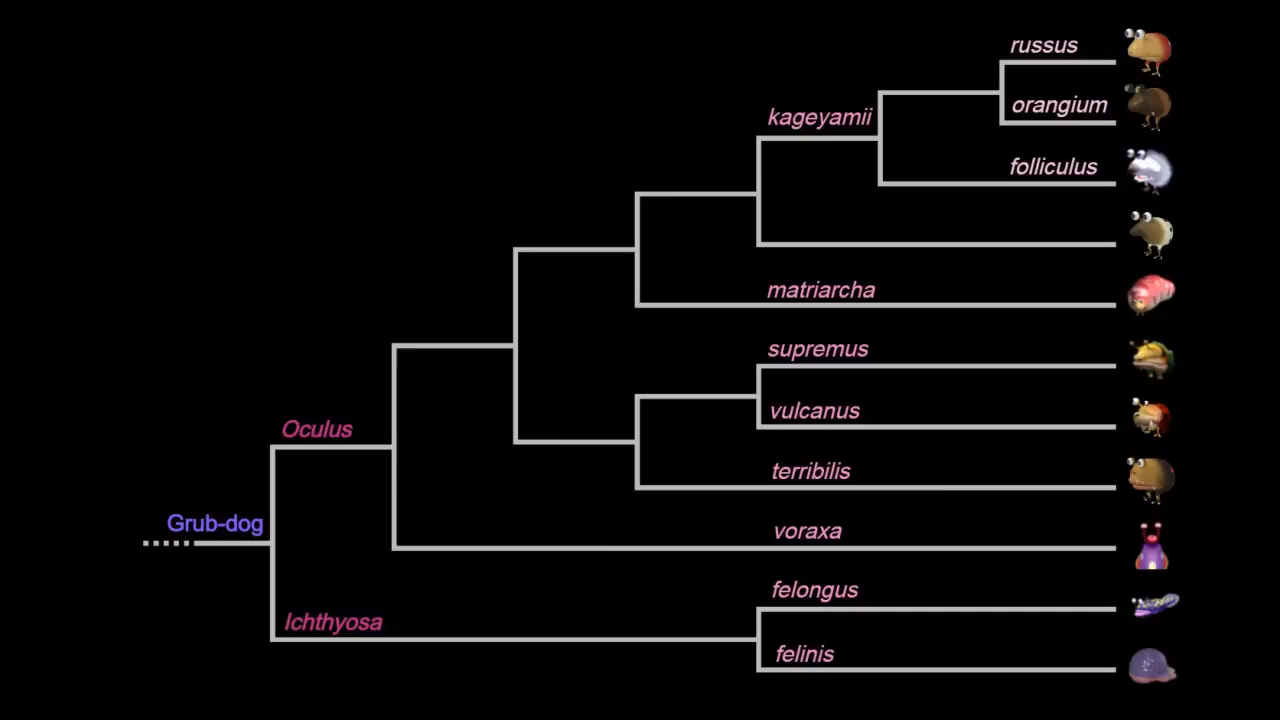 russus
orangium
kageyamii
folliculus
matriarcha
supremus
vulcanus
Oculus
terribilis
Grub-dog
voraxa
felongus
Ichthyosa
felinis